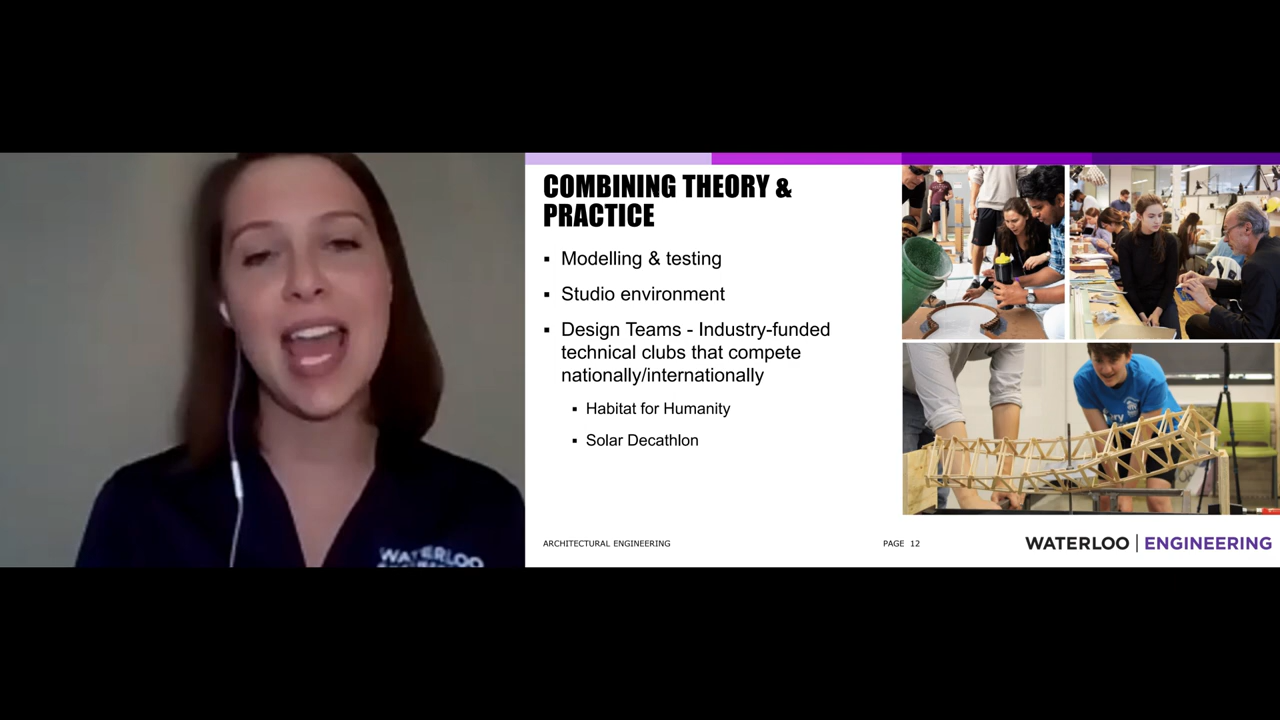 COMBINING THEORY &
PRACTICE
▪ Modelling & testing
▪ Studio environment
▪ Design Teams - Industry-funded
technical clubs that compete
nationally/internationally
▪ Habitat for Humanity
▪ Solar Decathlon
ARCHITECTURAL ENGINEERING
PAGE 12
WATERLOO | ENGINEERING
WATERLOO